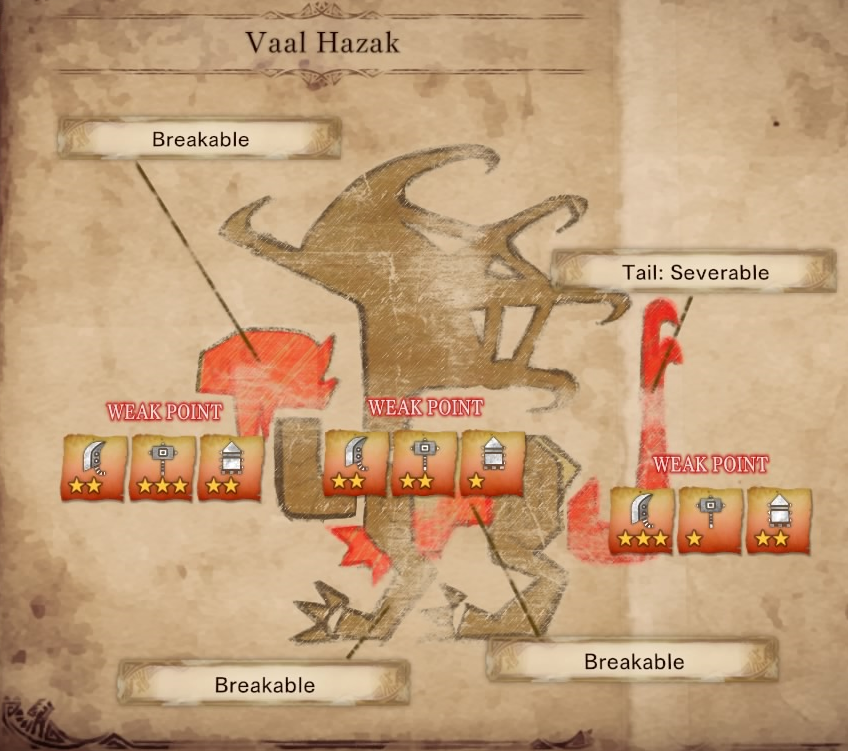 Vaal Hazak
Breakable
Tail: Severable
WEAK POINT
WEAK POINT
WEAK POINT
Breakable
Breakable